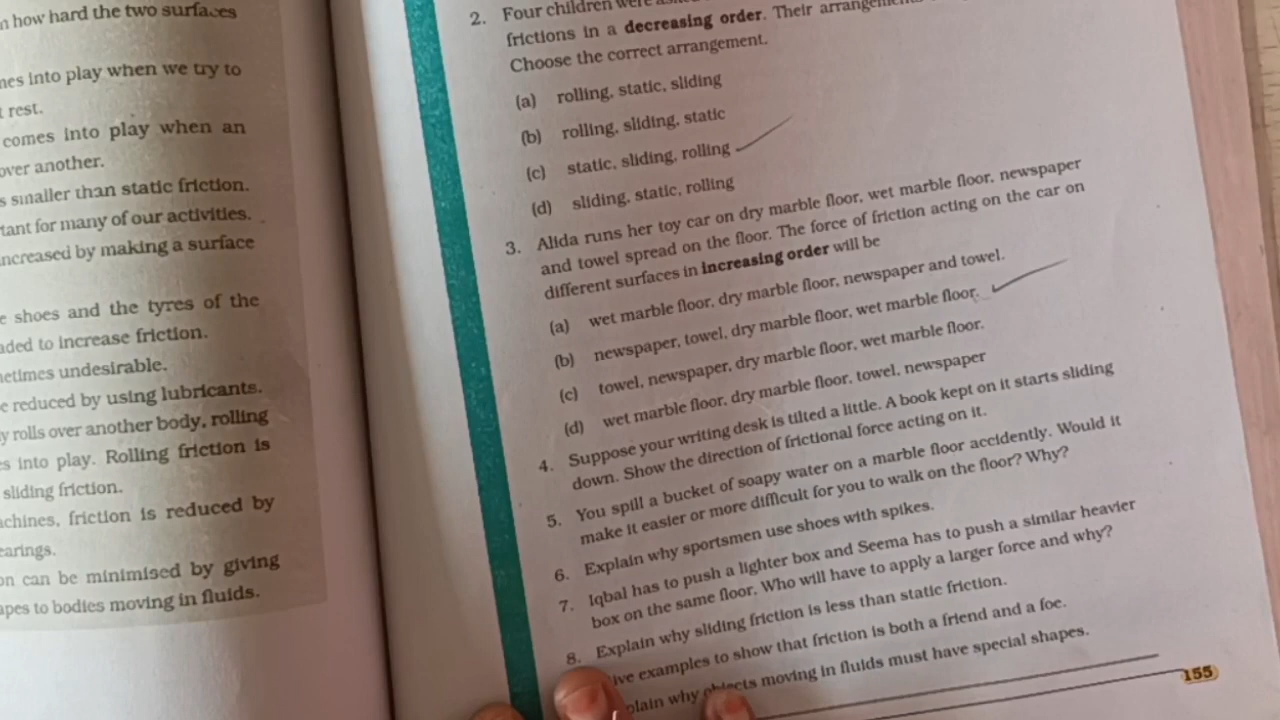 how hard the two surfaces
into play when we try to
rest.
comes into play when an
over another.
smaller than static friction.
for many of our activities.
increased by making a surface
shoes and the tyres of the
to increase friction.
undesirable.
reduced by using lubricants.
rolls over another body, rolling
into play. Rolling friction is
sliding friction.
friction is reduced by
on can be minimised by giving
to bodies moving in fluids.
2. Four children were
frictions in a decreasing order. Their
Choose the correct arrangement.
(a) rolling, static, sliding
(b) rolling, sliding, static
(c) static, sliding, rolling
(d) sliding, static, rolling
3. Alida runs her toy car on dry marble floor, wet marble floor, newspaper
and towel spread on the floor. The force of friction acting on the car on
different surfaces in increasing order will be
(a) wet marble floor, dry marble floor, newspaper and towel.
(b) newspaper, towel, dry marble floor, wet marble floor.
(c) towel, newspaper, dry marble floor, wet marble floor.
(d) wet marble floor, dry marble floor, towel, newspaper
4. Suppose your writing desk is tilted a little. A book kept on it starts sliding
down. Show the direction of frictional force acting on it.
5. You spill a bucket of soapy water on a marble floor accidently. Would it
make it easier or more difficult for you to walk on the floor? Why?
6. Explain why sportsmen use shoes with spikes.
7. Iqbal has to push a lighter box and Seema has to push a similar heavier
box on the same floor. Who will have to apply a larger force and why?
8. Explain why sliding friction is less than static friction.
examples to show that friction is both a friend and a foe.
why objects moving in fluids must have special shapes.
155